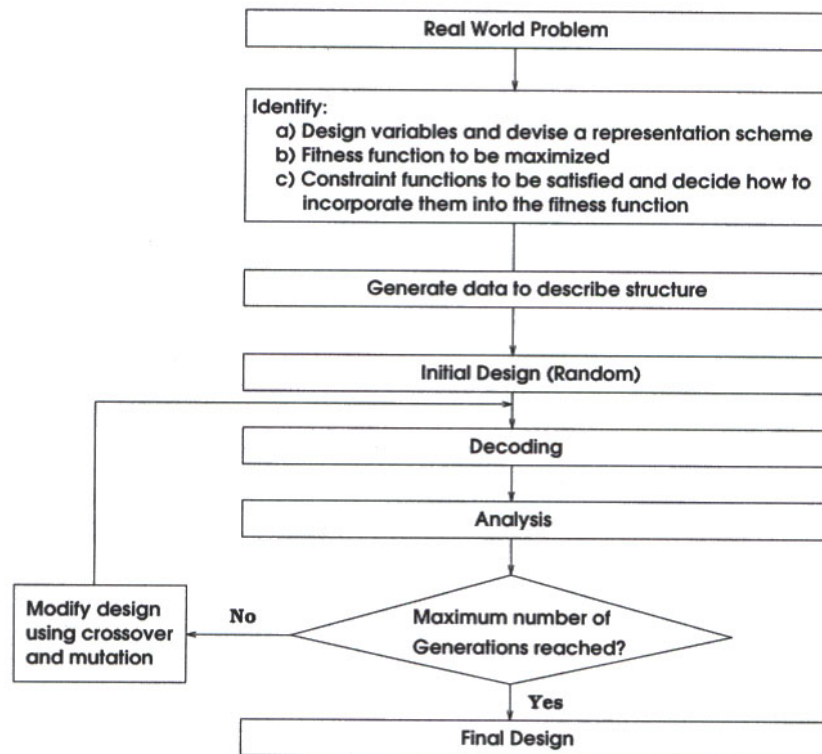 Real World Problem
Identify:
a) Design variables and devise a representation scheme
b) Fitness function to be maximized
c) Constraint functions to be satisfied and decide how to
incorporate them into the fitness function
Generate data to describe structure
Initial Design (Random)
Decoding
Analysis
Maximum number of
Generations reached?
No
Modify design
using crossover
and mutation
Yes
Final Design